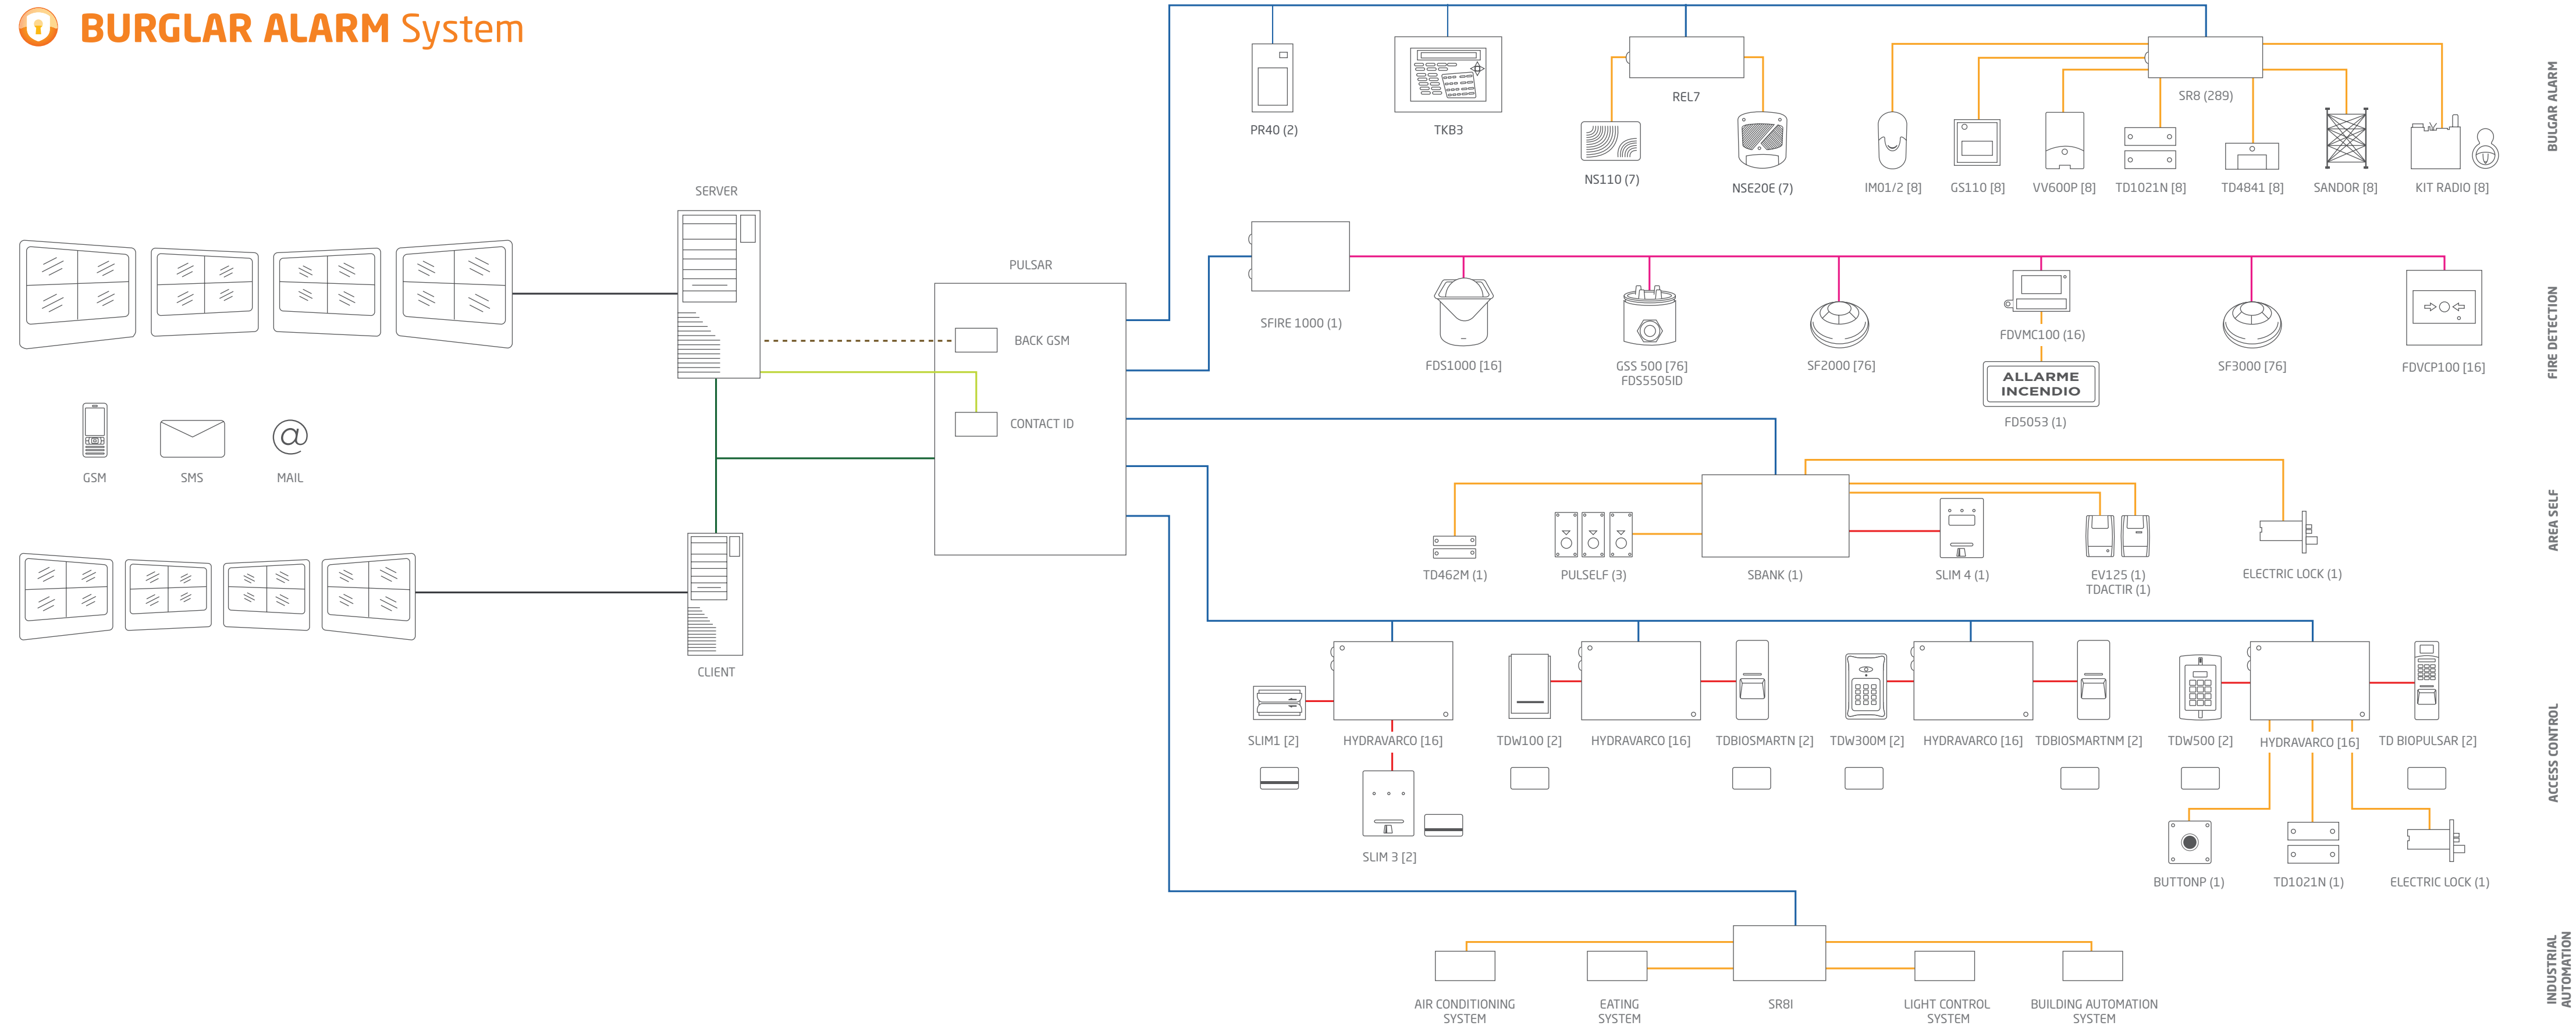 BURGLAR ALARM System
PR40 (2)
TKB3
REL7
NS110 (7)
NSE20E (7)
SR8 (289)
IM01/2 [8]
GS110 [8]
VV600P [8]
TD1021N [8]
TD4841 [8]
SANDOR [8]
KIT RADIO [8]
BULGAR ALARM
SERVER
PULSAR
BACK GSM
CONTACT ID
GSM
SMS
MAIL
CLIENT
SFIRE 1000 (1)
FDS1000 [16]
GSS 500 [76]
FDS5505ID
SF2000 [76]
FDVMC100 (16)
ALLARME
INCENDIO
FD5053 (1)
SF3000 [76]
FDVCP100 [16]
FIRE DETECTION
TD462M (1)
PULSELF (3)
SBANK (1)
SLIM 4 (1)
EV125 (1)
TDACTIR (1)
ELECTRIC LOCK (1)
AREA SELF
SLIM1 [2]
HYDRAVARCO [16]
SLIM 3 [2]
TDW100 [2]
HYDRAVARCO [16]
TDBIOSMARTN [2]
TDW300M [2]
HYDRAVARCO [16]
TDBIOSMARTNM [2]
TDW500 [2]
HYDRAVARCO [16]
TD BIOPULSAR [2]
BUTTONP (1)
TD1021N (1)
ELECTRIC LOCK (1)
ACCESS CONTROL
AIR CONDITIONING
SYSTEM
EATING
SYSTEM
SR8I
LIGHT CONTROL
SYSTEM
BUILDING AUTOMATION
SYSTEM
INDUSTRIAL
AUTOMATION